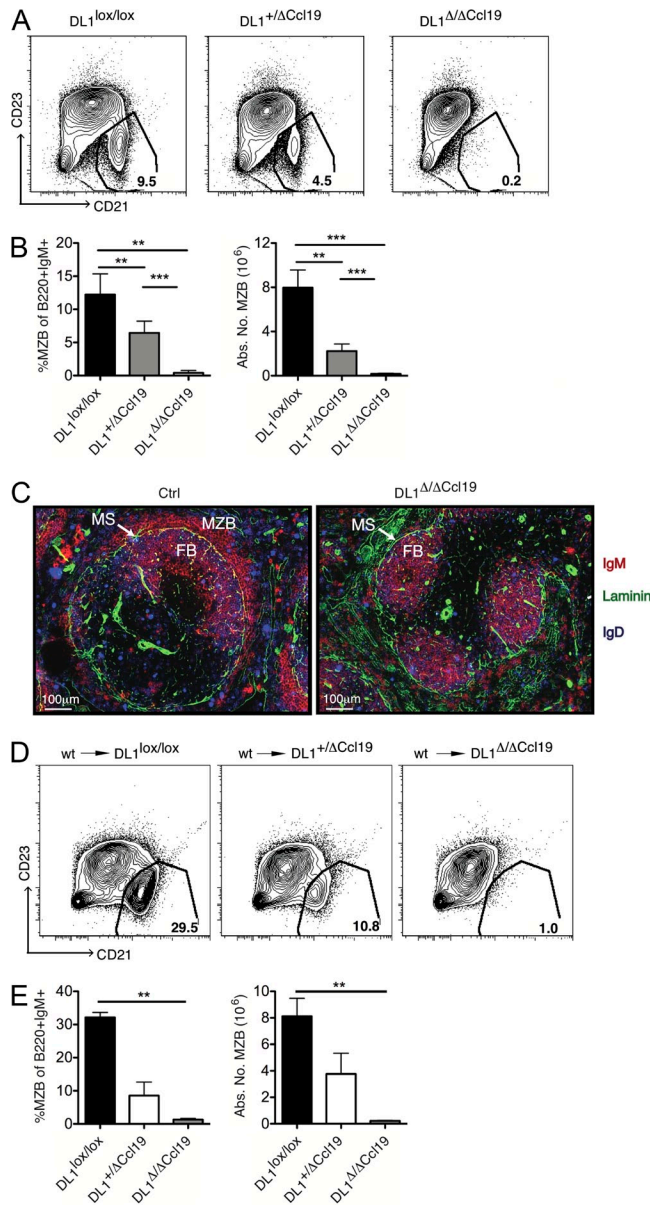 A
DL1lox/lox
DL1+/ΔCcl19
DL1Δ/ΔCcl19
CD23
CD21
9.5
4.5
0.2
B
%MZB of B220+IgM+
20
15
10
5
0
**
**
***
DL1lox/lox
DL1+/ΔCcl19
DL1Δ/ΔCcl19
Abs. No. MZB (10^6)
12
8
4
0
***
**
***
DL1lox/lox
DL1+/ΔCcl19
DL1Δ/ΔCcl19
C
Ctrl
DL1Δ/ΔCcl19
MS
MZB
FB
100μm
MS
FB
100μm
IgM
Laminin
IgD
D
wt → DL1lox/lox
wt → DL1+/ΔCcl19
wt → DL1Δ/ΔCcl19
CD23
CD21
29.5
10.8
1.0
E
%MZB of B220+IgM+
40
30
20
10
0
**
DL1lox/lox
DL1+/ΔCcl19
DL1Δ/ΔCcl19
Abs. No. MZB (10^6)
10
8
6
4
2
0
**
DL1lox/lox
DL1+/ΔCcl19
DL1Δ/ΔCcl19